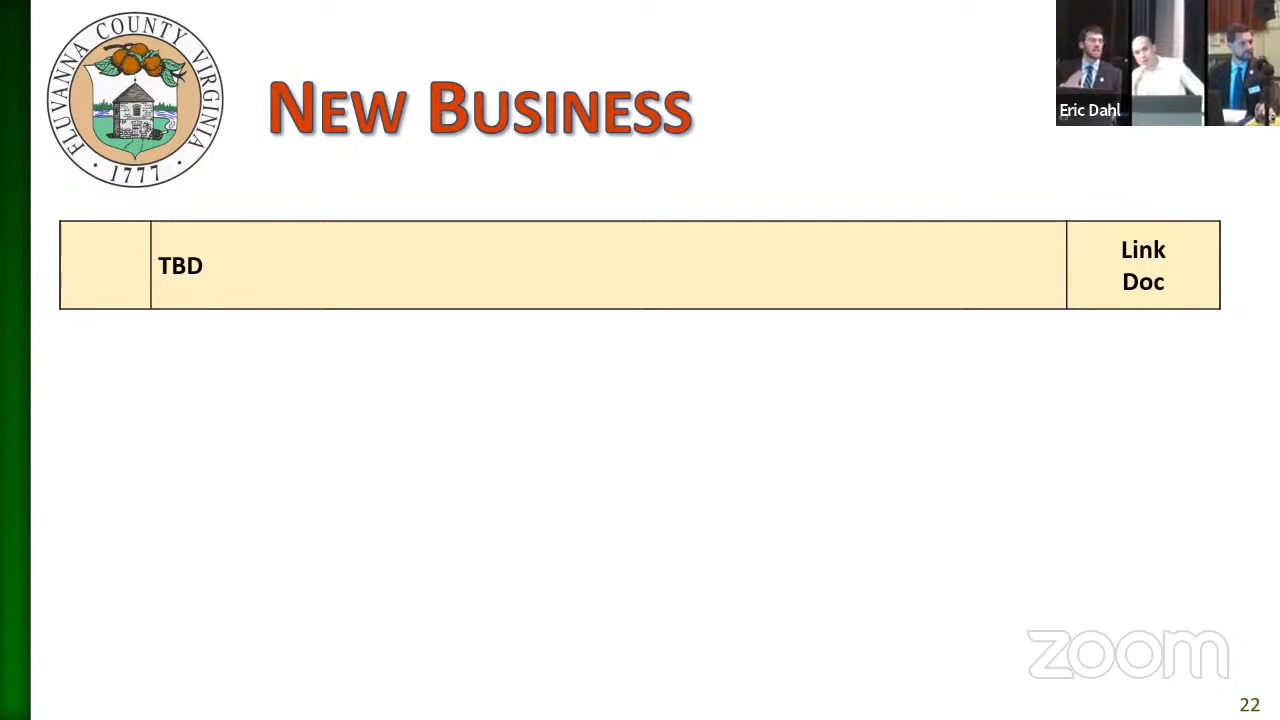 FLUVANNA COUNTY VIRGINIA
• 1777 •
NEW BUSINESS
Eric Dahl
TBD
Link
Doc
zoom
22